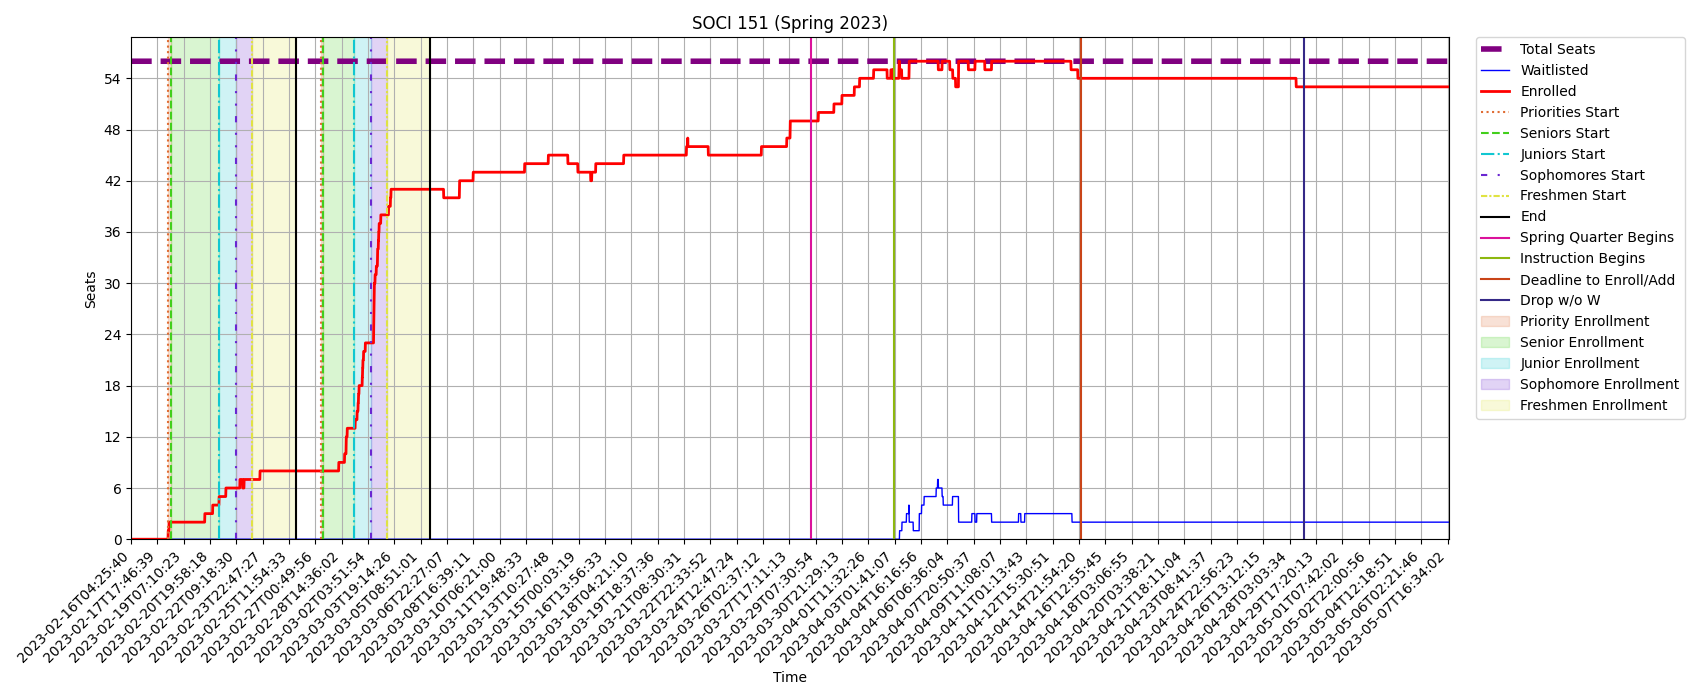 SOCI 151 (Spring 2023)
Seats
54
48
42
36
30
24
18
12
6
0
2023-02-16T04:25:40
2023-02-17T17:46:39
2023-02-19T07:10:23
2023-02-20T19:58:18
2023-02-22T09:18:30
2023-02-23T22:47:27
2023-02-25T11:54:33
2023-02-27T00:49:56
2023-02-28T14:36:02
2023-03-02T03:51:54
2023-03-03T19:14:26
2023-03-05T08:51:01
2023-03-06T22:27:07
2023-03-08T16:39:11
2023-03-10T06:21:00
2023-03-11T19:48:33
2023-03-13T10:27:48
2023-03-15T00:03:19
2023-03-16T13:56:33
2023-03-18T04:21:10
2023-03-19T18:37:36
2023-03-21T08:30:31
2023-03-22T22:33:52
2023-03-24T12:47:24
2023-03-26T02:37:12
2023-03-27T17:11:13
2023-03-29T07:30:54
2023-03-30T21:29:13
2023-04-01T11:32:26
2023-04-03T01:41:07
2023-04-04T16:16:56
2023-04-06T06:36:04
2023-04-07T20:50:37
2023-04-09T11:08:07
2023-04-11T01:13:43
2023-04-12T15:30:51
2023-04-14T21:54:20
2023-04-16T12:55:45
2023-04-18T03:06:55
2023-04-20T03:38:21
2023-04-21T18:11:04
2023-04-23T08:41:37
2023-04-24T22:56:23
2023-04-26T13:12:15
2023-04-28T03:03:34
2023-04-29T17:20:13
2023-05-01T07:42:02
2023-05-02T22:00:56
2023-05-04T12:18:51
2023-05-06T02:21:46
2023-05-07T16:34:02
Time
Total Seats
Waitlisted
Enrolled
Priorities Start
Seniors Start
Juniors Start
Sophomores Start
Freshmen Start
End
Spring Quarter Begins
Instruction Begins
Deadline to Enroll/Add
Drop w/o W
Priority Enrollment
Senior Enrollment
Junior Enrollment
Sophomore Enrollment
Freshmen Enrollment